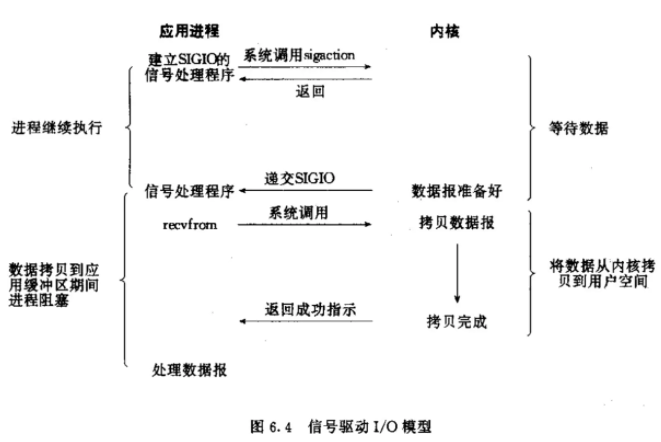 应用进程
内核
建立SIGIO的
信号处理程序
系统调用sigaction
返回
进程继续执行
等待数据
信号处理程序
递交SIGIO
数据报准备好
recvfrom
系统调用
拷贝数据报
数据拷贝到应
用缓冲区期间
进程阻塞
将数据从内核拷
贝到用户空间
返回成功指示
拷贝完成
处理数据报
图 6.4 信号驱动 I/O 模型